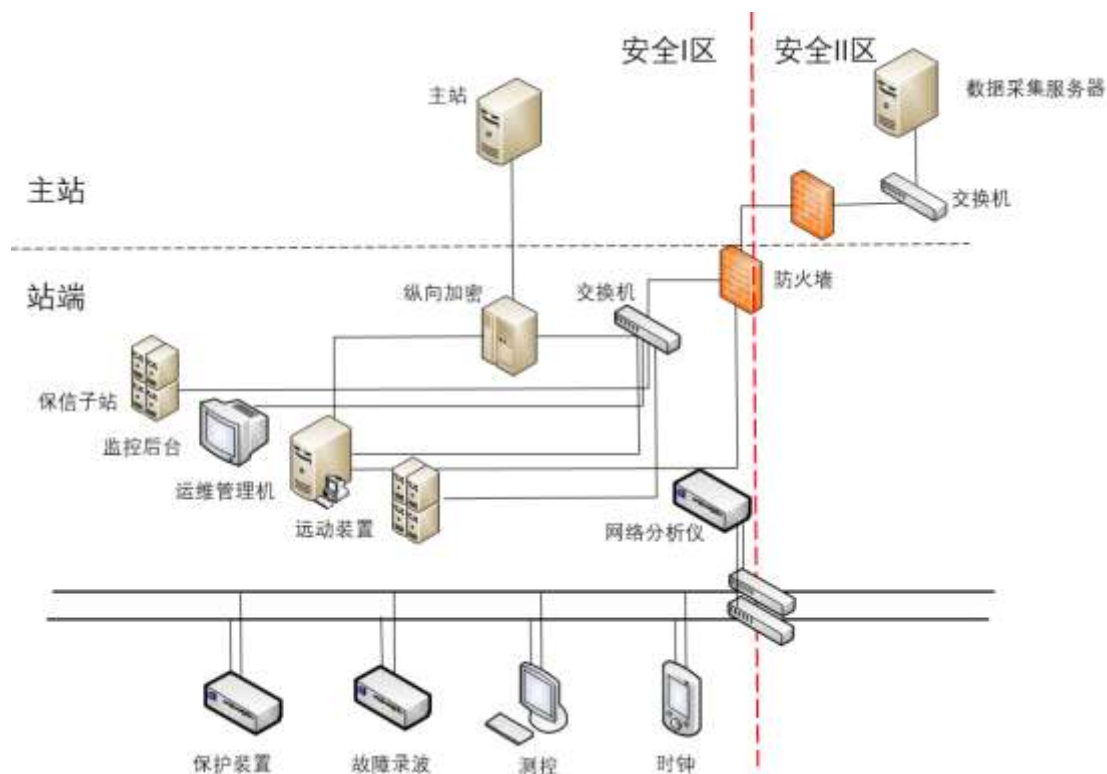 安全I区
安全II区
主站
数据采集服务器
主站
交换机
站端
纵向加密
交换机
防火墙
保信子站
监控后台
运维管理机
远动装置
网络分析仪
保护装置
故障录波
测控
时钟